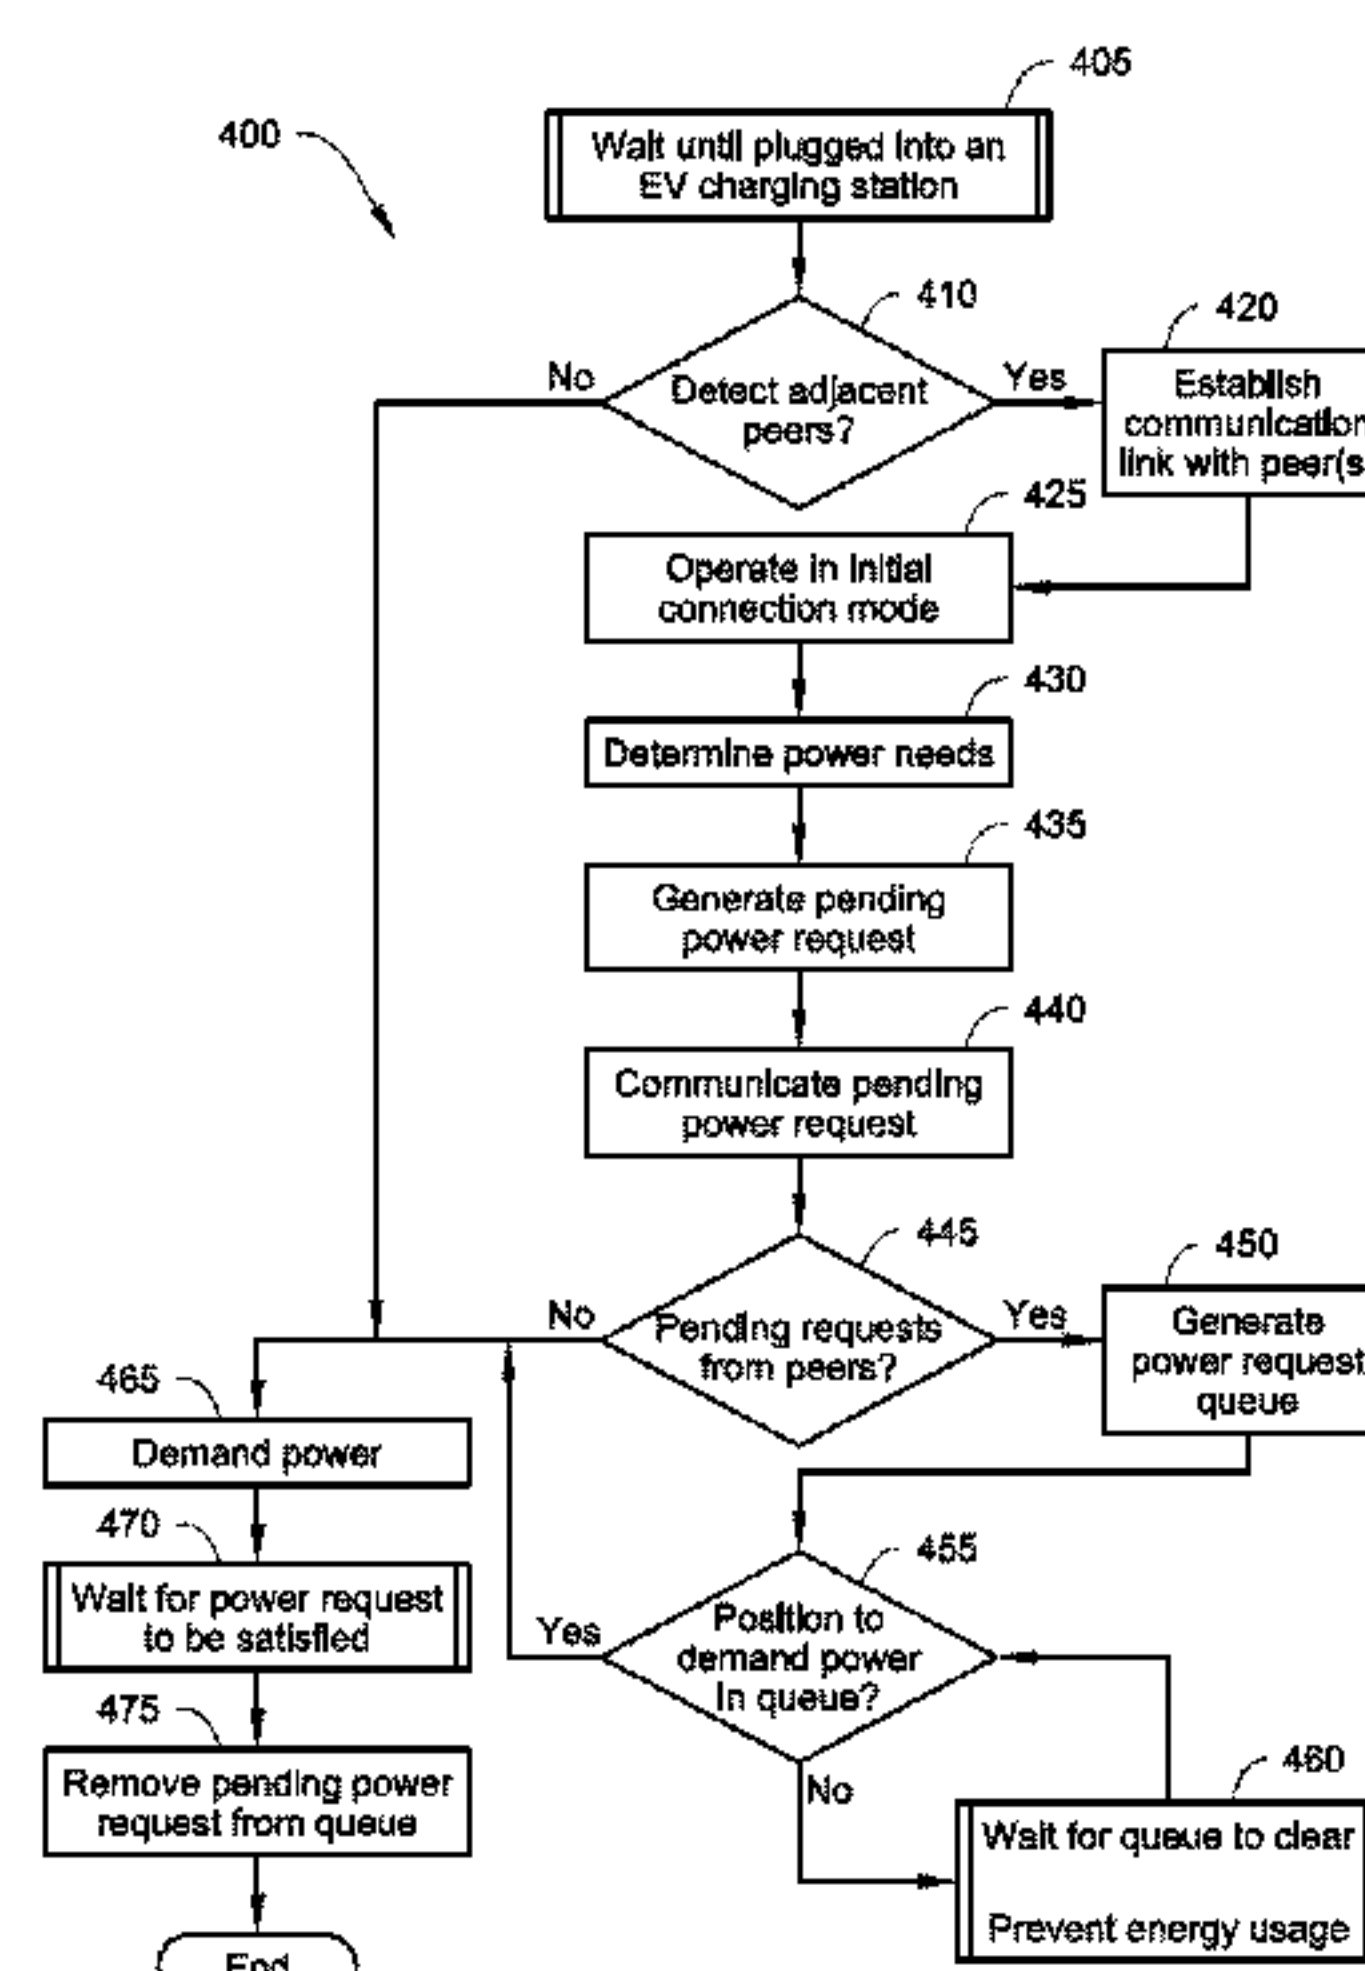 405
400
Wait until plugged into an
EV charging station
410
No
Yes
Detect adjacent
peers?
420
Establish
communication
link with peer(s
425
Operate in initial
connection mode
430
Determine power needs
435
Generate pending
power request
440
Communicate pending
power request
445
No
Yes
Pending requests
from peers?
450
Generate
power request
queue
465
Demand power
470
Wait for power request
to be satisfied
475
Remove pending power
request from queue
End
455
Yes
Position to
demand power
in queue?
No
460
Wait for queue to clear
Prevent energy usage